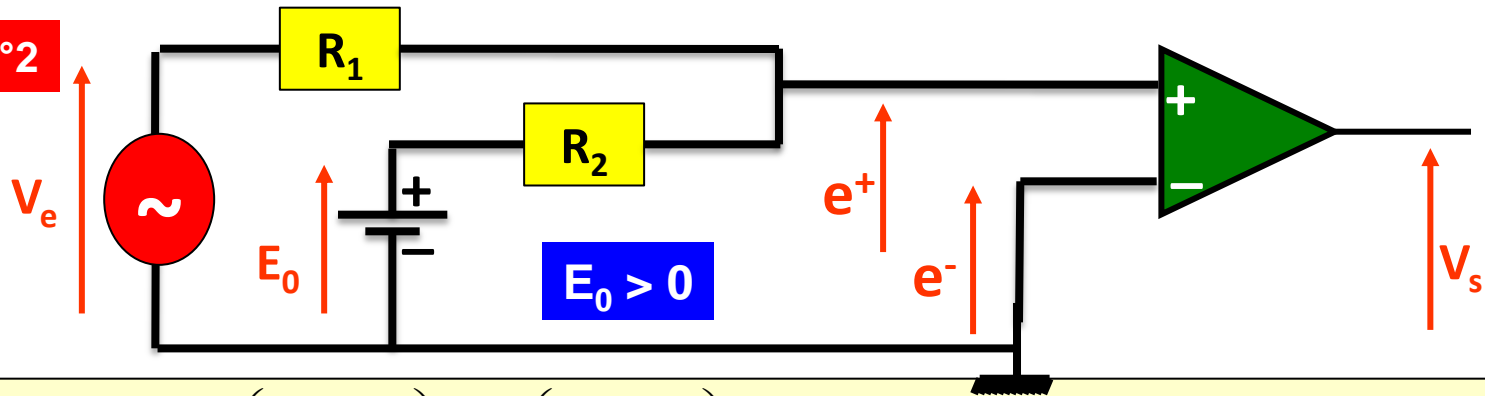 °2
R₁
R₂
Vₑ
~
E₀
+
−
E₀ > 0
e⁺
e⁻
+
−
Vₛ